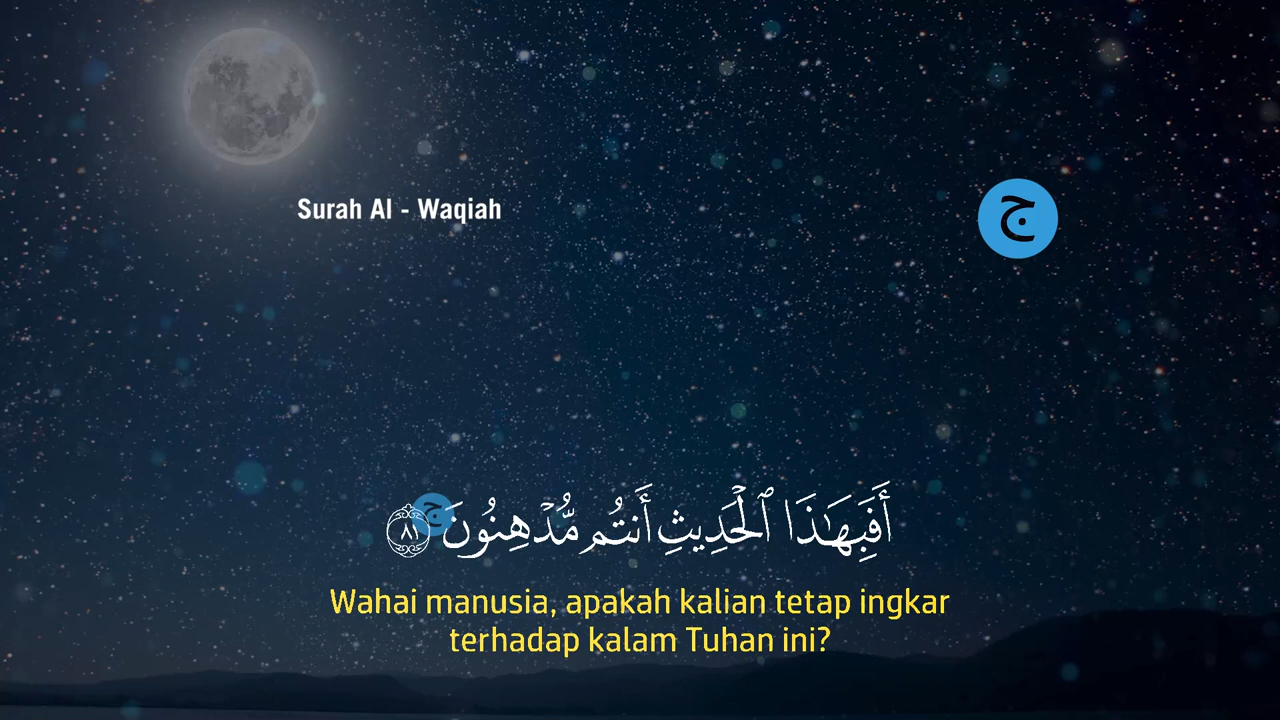 Surah Al - Waqiah
ج
أَفَبِهَـٰذَا ٱلْحَدِيثِ أَنتُم مُّدْهِنُونَ ج ٨١
Wahai manusia, apakah kalian tetap ingkar
terhadap kalam Tuhan ini?